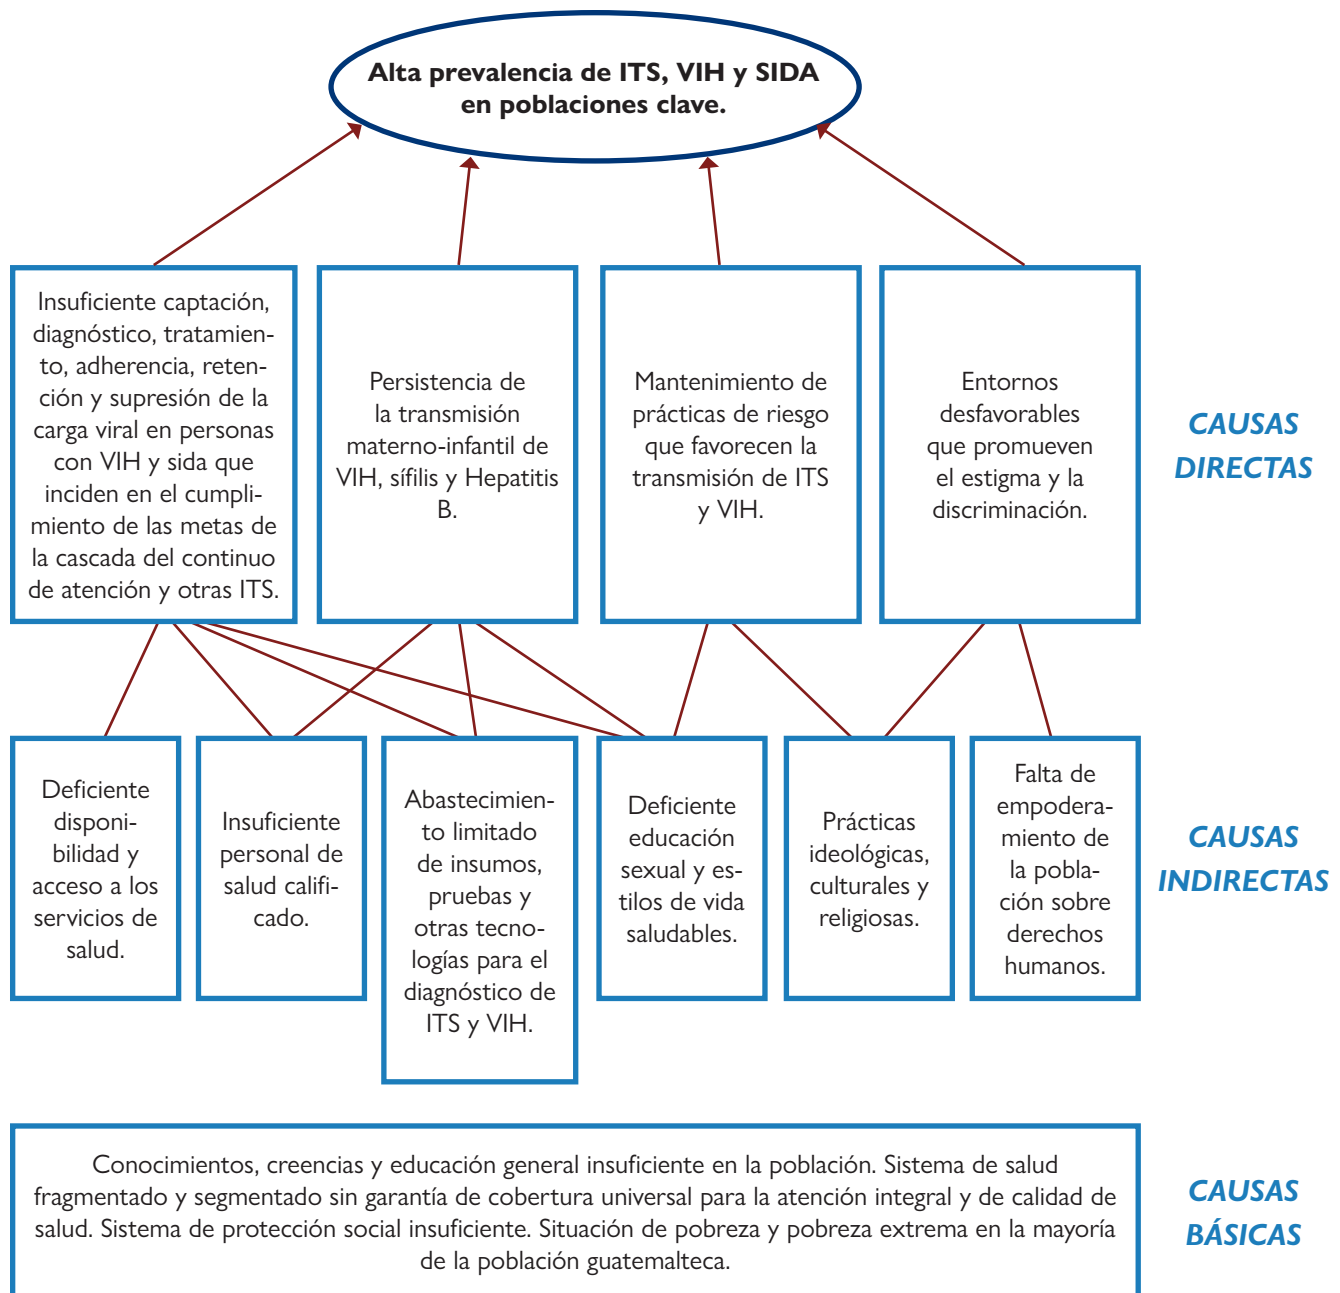 Alta prevalencia de ITS, VIH y SIDA
en poblaciones clave.
Insuficiente captación,
diagnóstico, tratamien-
to, adherencia, reten-
ción y supresión de la
carga viral en personas
con VIH y sida que
inciden en el cumpli-
miento de las metas de
la cascada del continuo
de atención y otras ITS.
Persistencia de
la transmisión
materno-infantil de
VIH, sífilis y Hepatitis
B.
Mantenimiento de
prácticas de riesgo
que favorecen la
transmisión de ITS
y VIH.
Entornos
desfavorables
que promueven
el estigma y la
discriminación.
CAUSAS
DIRECTAS
Deficiente
disponi-
bilidad y
acceso a los
servicios de
salud.
Insuficiente
personal de
salud califi-
cado.
Abastecimien-
to limitado
de insumos,
pruebas y
otras tecno-
logías para el
diagnóstico de
ITS y VIH.
Deficiente
educación
sexual y es-
tilos de vida
saludables.
Prácticas
ideológicas,
culturales y
religiosas.
Falta de
empodera-
miento de
la pobla-
ción sobre
derechos
humanos.
CAUSAS
INDIRECTAS
Conocimientos, creencias y educación general insuficiente en la población. Sistema de salud
fragmentado y segmentado sin garantía de cobertura universal para la atención integral y de calidad de
salud. Sistema de protección social insuficiente. Situación de pobreza y pobreza extrema en la mayoría
de la población guatemalteca.
CAUSAS
BÁSICAS